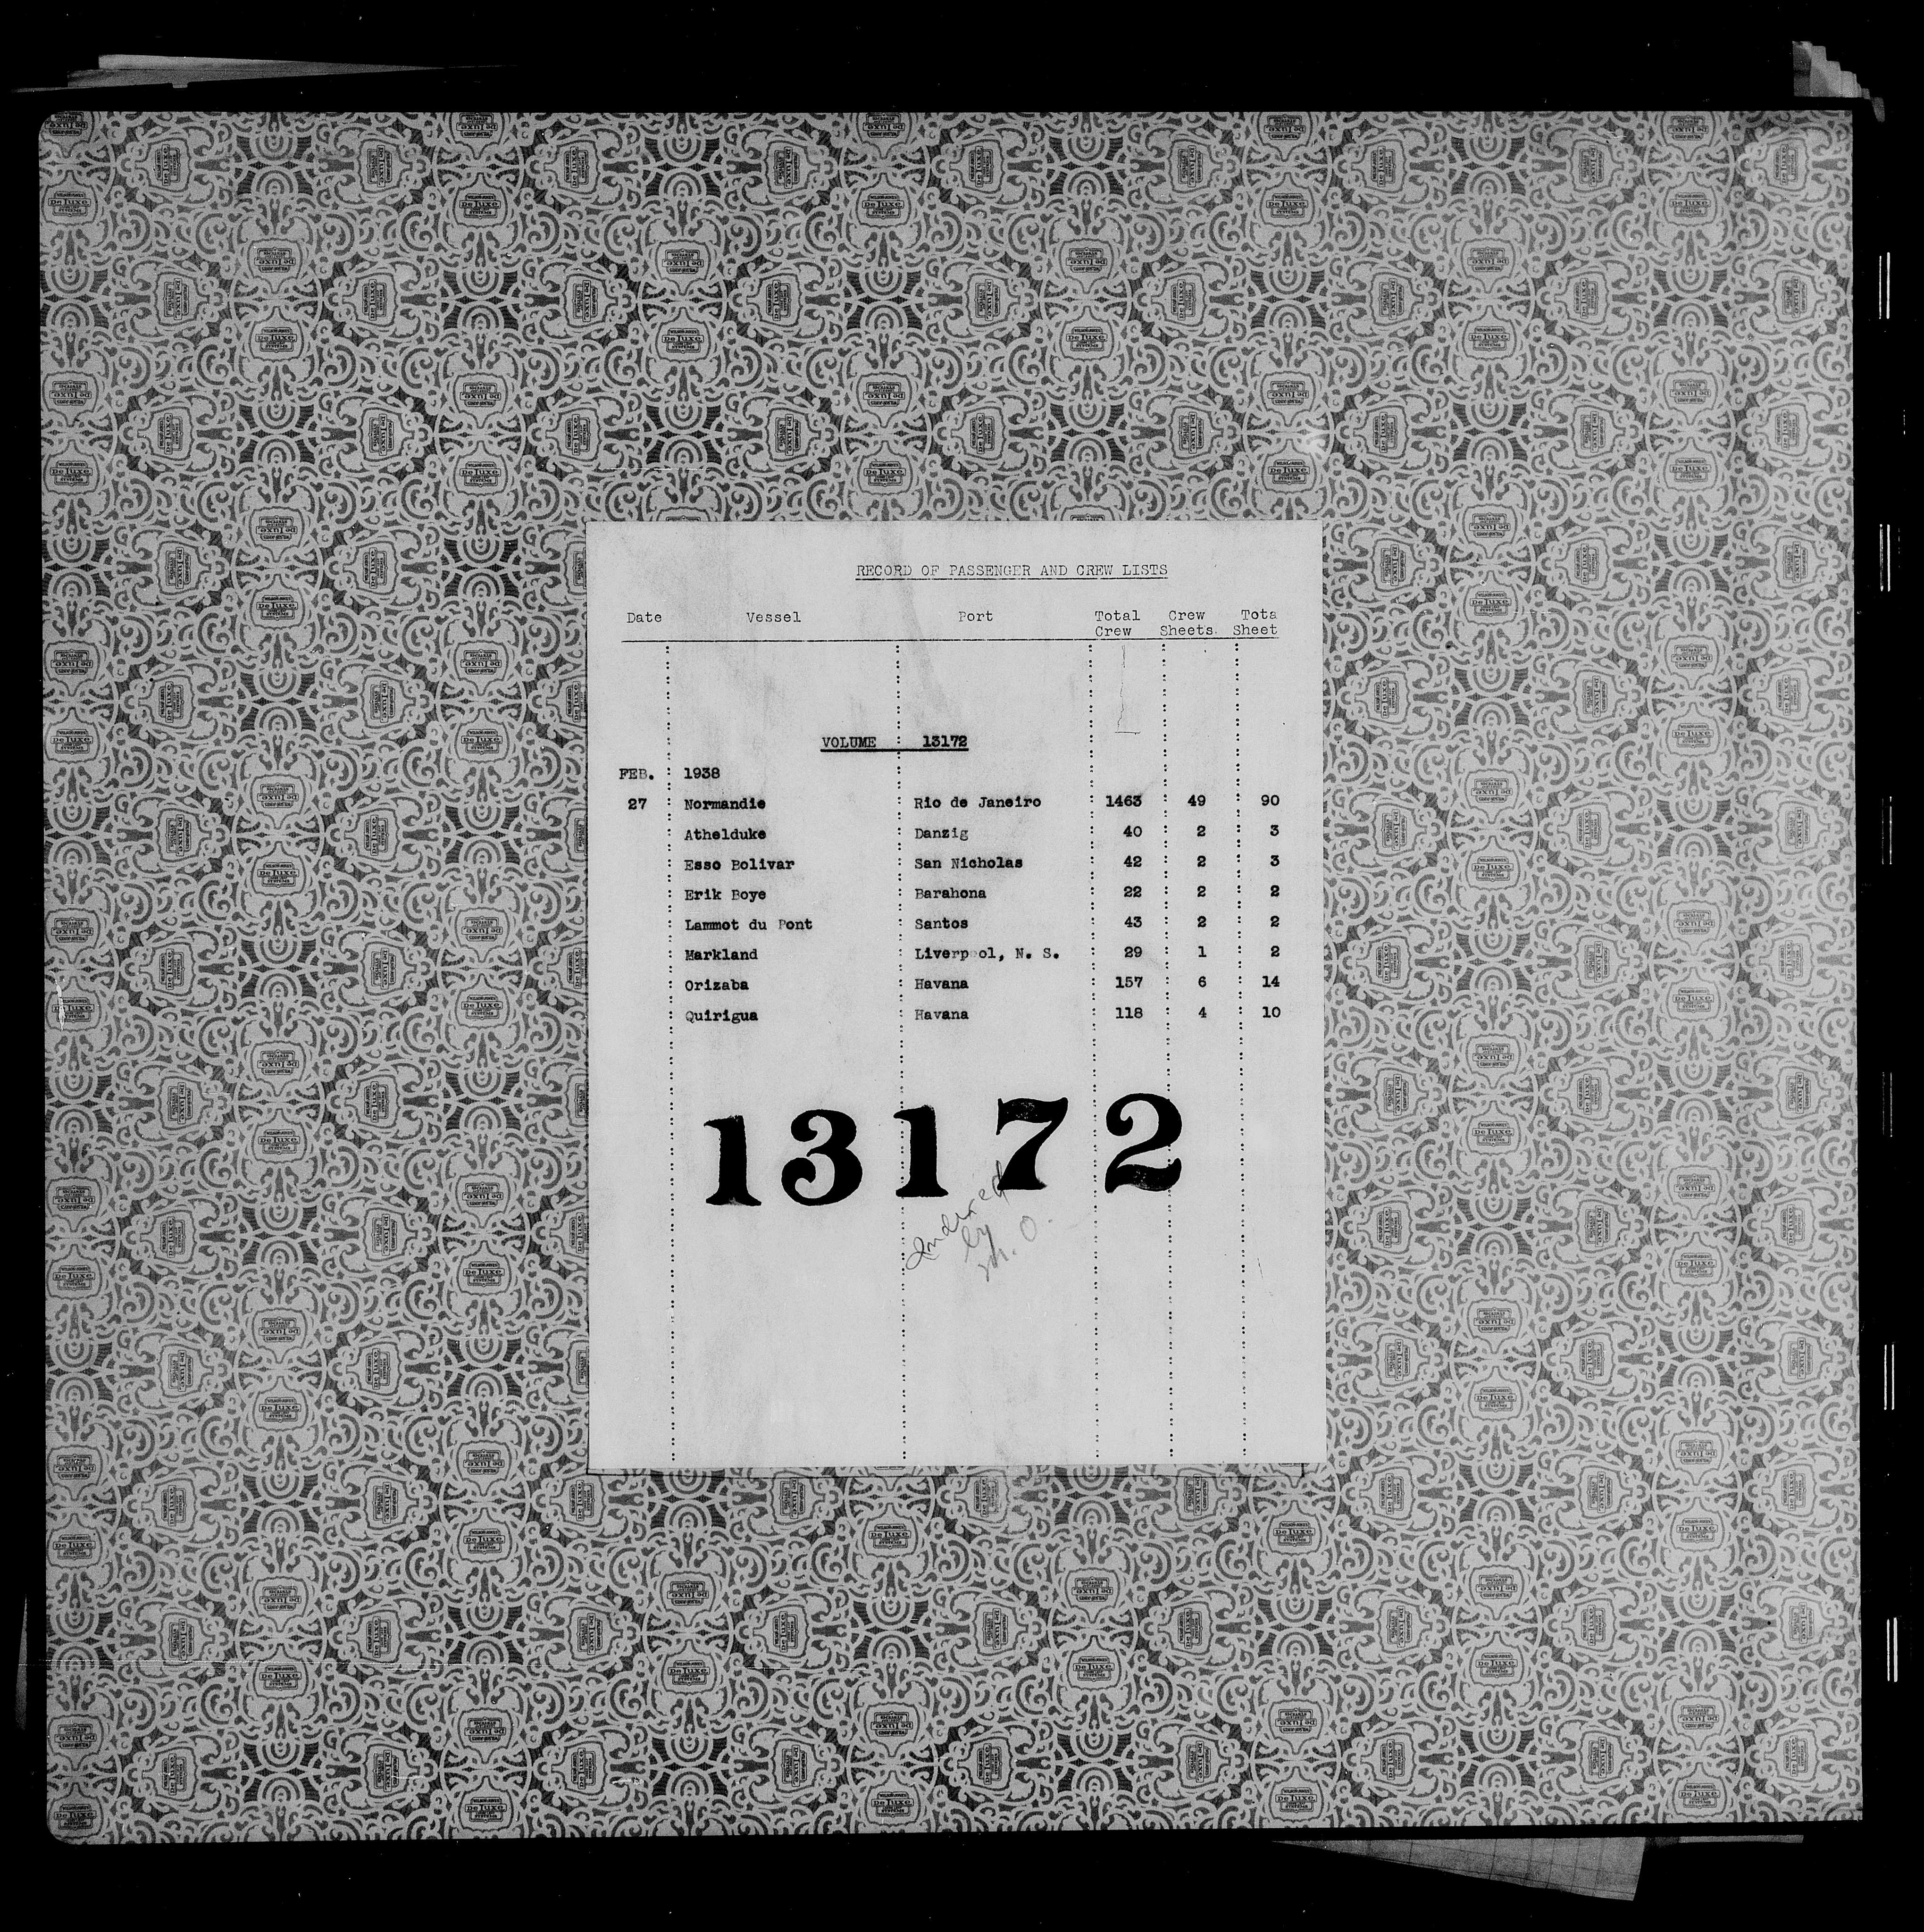 RECORD OF PASSENGER AND CREW LISTS
Date Vessel Port Total Crew Tota
Crew Sheets. Sheet
VOLUME : 13172
FEB. : 1938
27 : Normandie : Rio de Janeiro : 1463 : 49 : 90
: Athelduke : Danzig : 40 : 2 : 3
: Esso Bolivar : San Nicholas : 42 : 2 : 3
: Erik Boye : Barahona : 22 : 2 : 2
: Lammot du Pont : Santos : 43 : 2 : 2
: Markland : Liverpool, N. S. : 29 : 1 : 2
: Orizaba : Havana : 157 : 6 : 14
: Quirigua : Havana : 118 : 4 : 10
13172
Indexed
by
M. O.